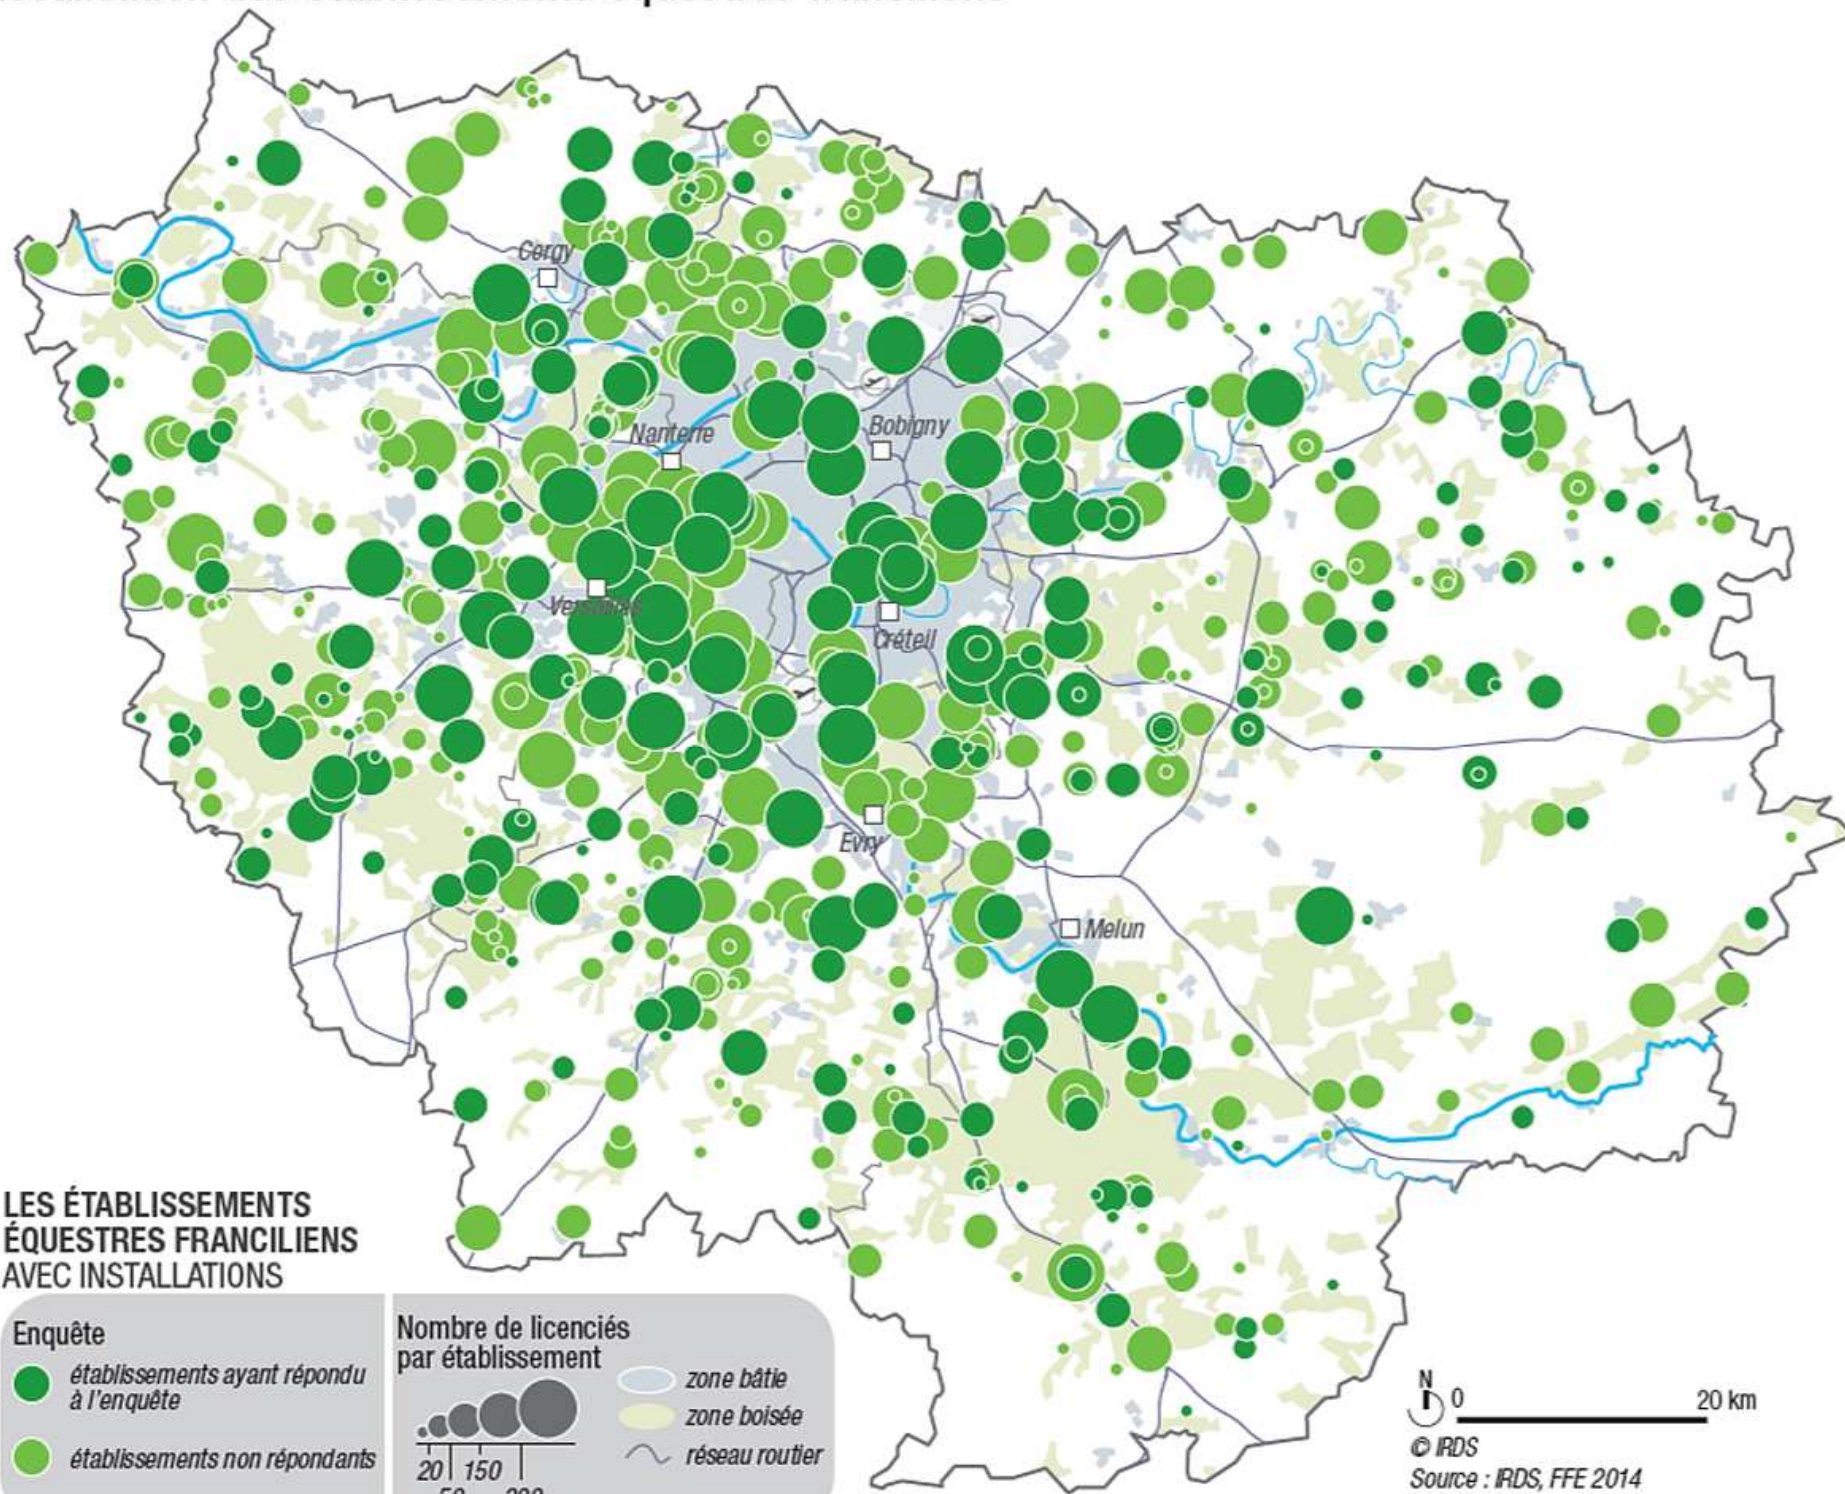 Cergy
Nanterre
Bobigny
Versailles
Créteil
Evry
Melun
LES ÉTABLISSEMENTS
ÉQUESTRES FRANCILIENS
AVEC INSTALLATIONS
Enquête
établissements ayant répondu
à l'enquête
établissements non répondants
Nombre de licenciés
par établissement
20 150
zone bâtie
zone boisée
réseau routier
N
0 20 km
© IRDS
Source : IRDS, FFE 2014